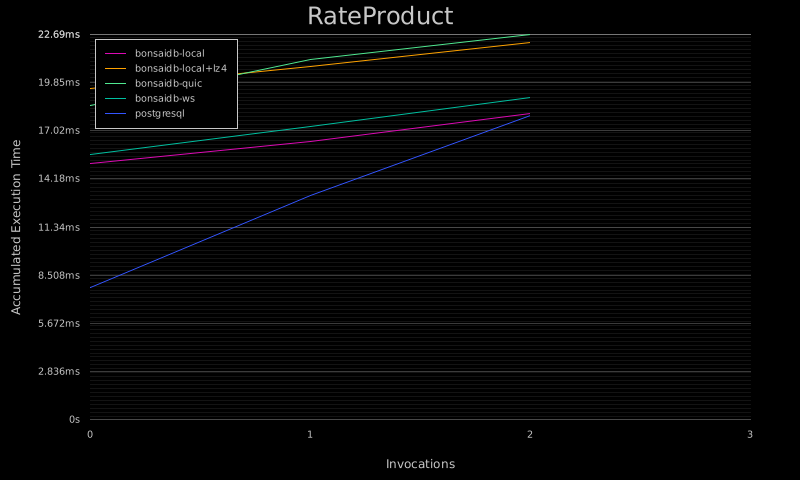 RateProduct
22.69ms
19.85ms
17.02ms
14.18ms
11.34ms
8.508ms
5.672ms
2.836ms
0s
Accumulated Execution Time
bonsaidb-local
bonsaidb-local+lz4
bonsaidb-quic
bonsaidb-ws
postgresql
0 1 2 3
Invocations